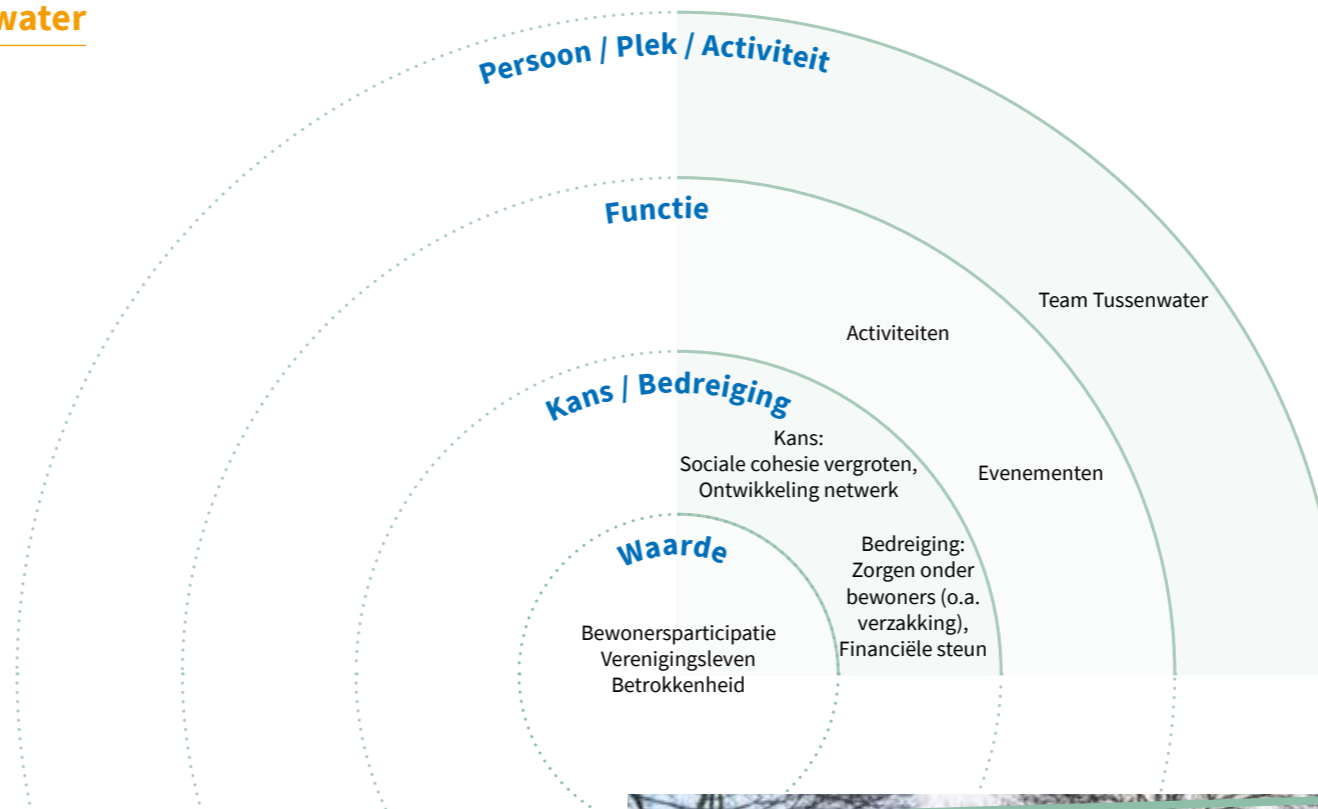 water
Persoon / Plek / Activiteit
Functie
Team Tussenwater
Activiteiten
Kans / Bedreiging
Kans:
Sociale cohesie vergroten,
Ontwikkeling netwerk
Evenementen
Waarde
Bedreiging:
Zorgen onder
bewoners (o.a.
verzakking),
Financiële steun
Bewonersparticipatie
Verenigingsleven
Betrokkenheid